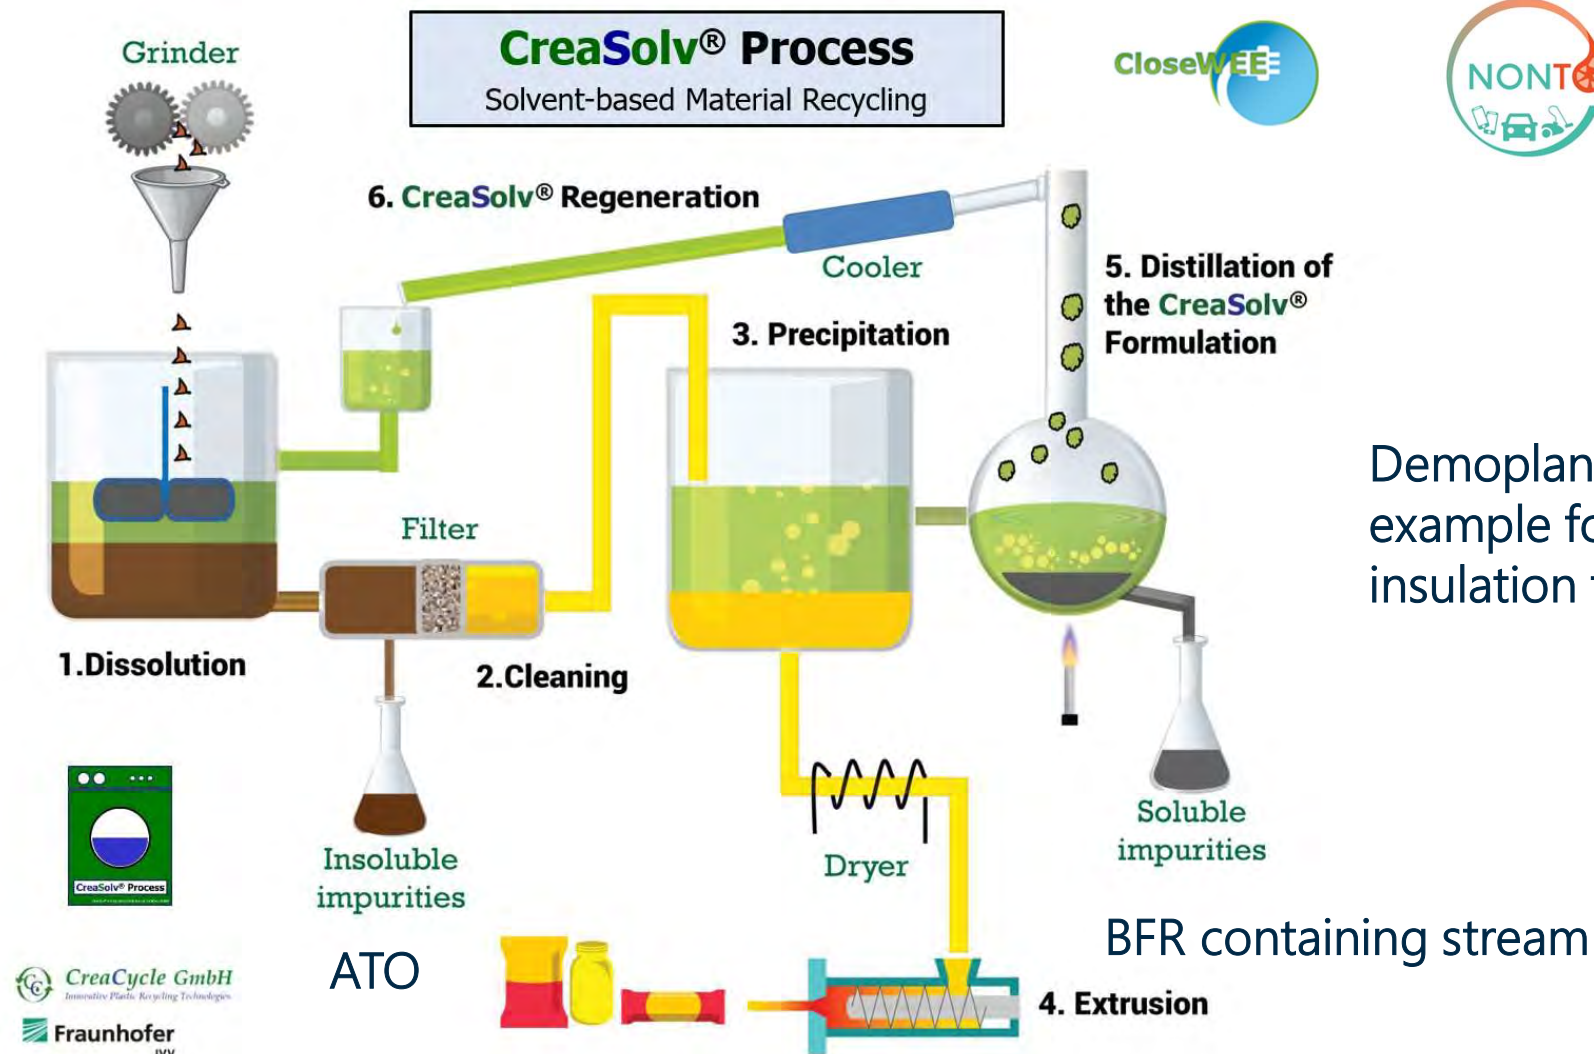 CreaSolv® Process
Solvent-based Material Recycling
CloseWEEE
NONT
Grinder
6. CreaSolv® Regeneration
Cooler
5. Distillation of
the CreaSolv®
Formulation
3. Precipitation
Demoplan
example fo
insulation
Filter
1.Dissolution
2.Cleaning
CreaSolv® Process
Insoluble
impurities
Dryer
Soluble
impurities
ATO
BFR containing stream
4. Extrusion
CreaCycle GmbH
Innovative Plastic Recycling Technologies
Fraunhofer
IVV